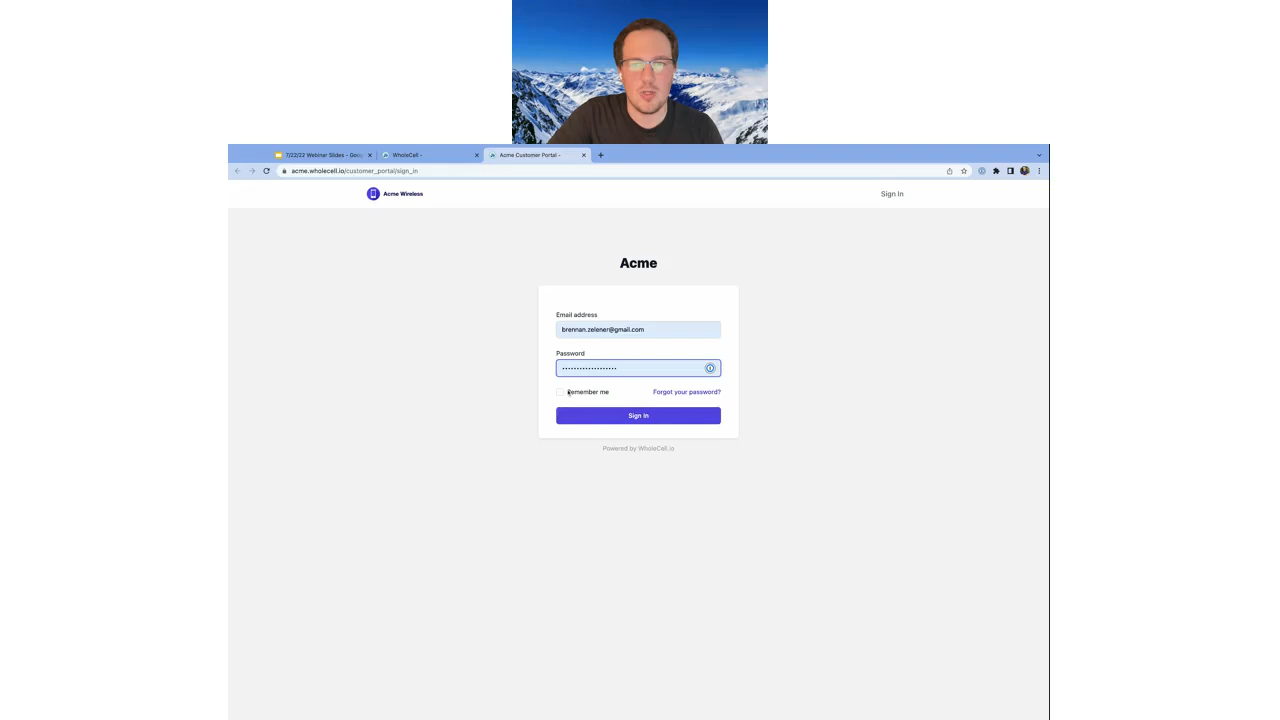 7/22/22 Webinar Slides - Goog
WholeCell -
Acme Customer Portal -
acme.wholecell.io/customer_portal/sign_in
Acme Wireless
Sign In
Acme
Email address
brennan.zelener@gmail.com
Password
Remember me
Forgot your password?
Sign In
Powered by WholeCell.io